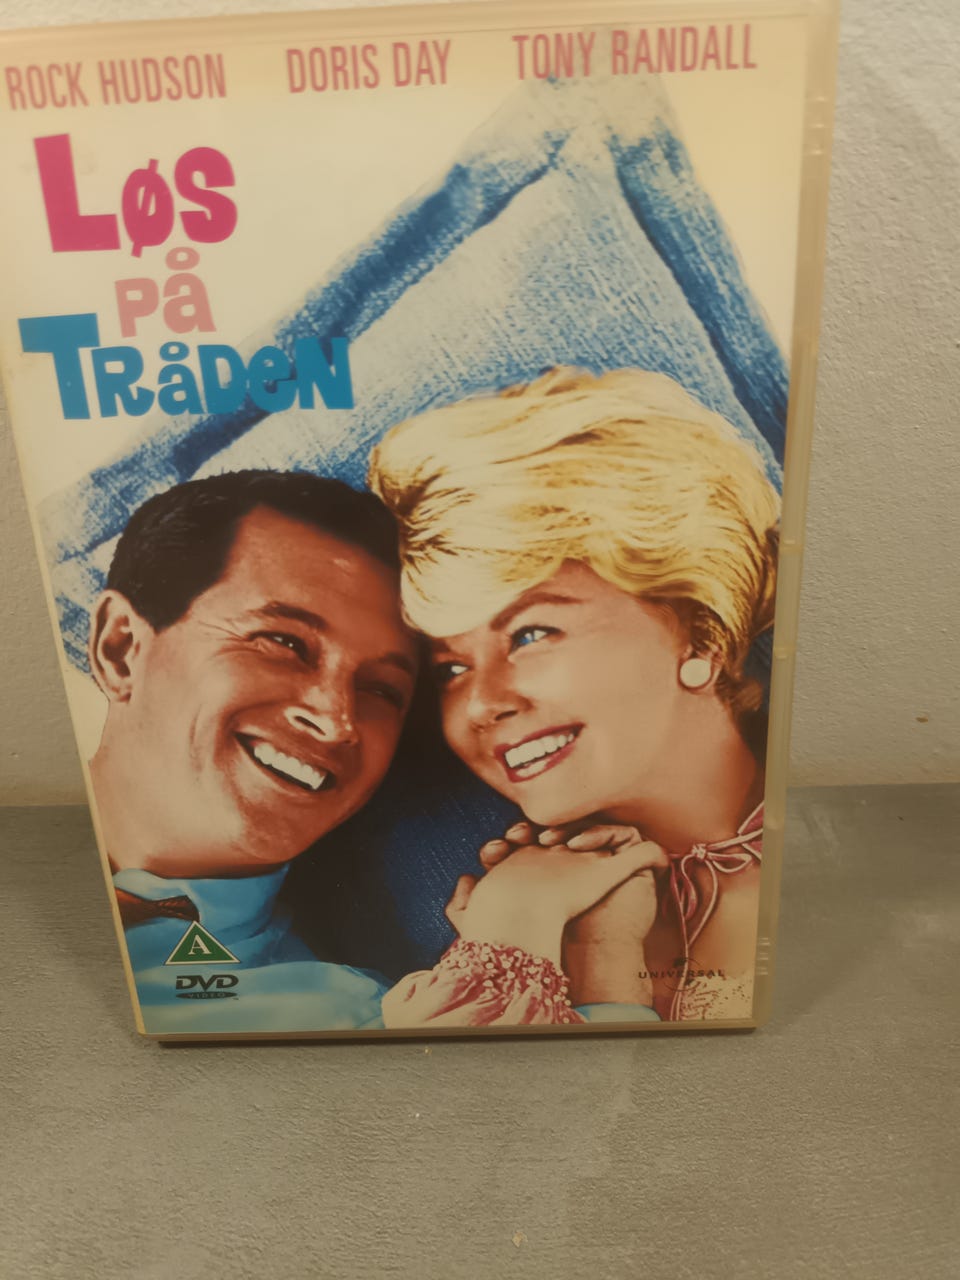 ROCK HUDSON DORIS DAY TONY RANDALL
LØS
PÅ
TRÅDEN
A
DVD
VIDEO
UNIVERSAL